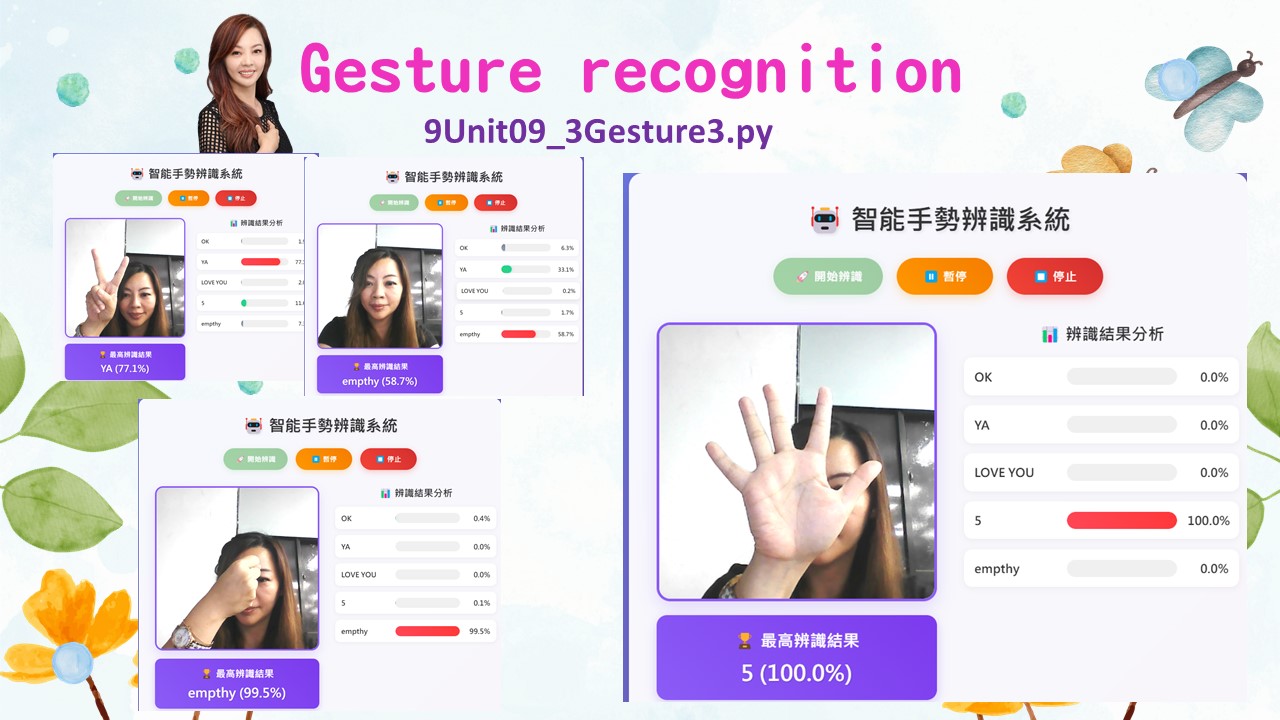 Gesture recognition
9Unit09_3Gesture3.py
智能手勢辨識系統
開始辨識 暫停 停止
辨識結果分析
OK
YA
LOVE YOU
5
empthy
最高辨識結果
YA (77.1%)
智能手勢辨識系統
開始辨識 暫停 停止
辨識結果分析
OK 6.3%
YA 33.1%
LOVE YOU 0.2%
5 1.7%
empthy 58.7%
最高辨識結果
empthy (58.7%)
智能手勢辨識系統
開始辨識 暫停 停止
辨識結果分析
OK 0.4%
YA 0.0%
LOVE YOU 0.0%
5 0.1%
empthy 99.5%
最高辨識結果
empthy (99.5%)
智能手勢辨識系統
開始辨識 暫停 停止
辨識結果分析
OK 0.0%
YA 0.0%
LOVE YOU 0.0%
5 100.0%
empthy 0.0%
最高辨識結果
5 (100.0%)